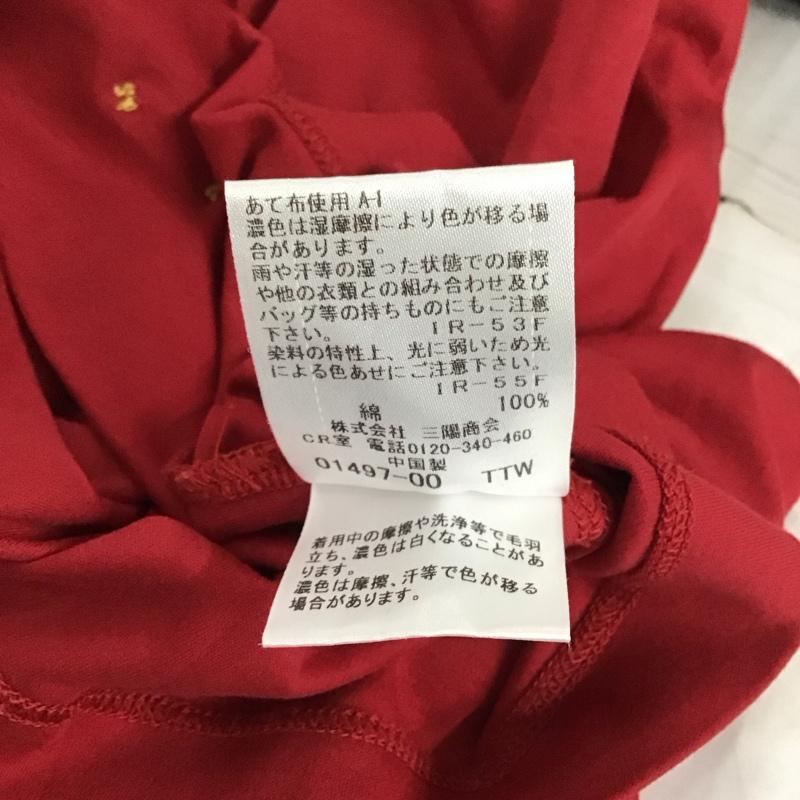 あて布使用 A-1
濃色は湿摩擦により色が移る場
合があります。
雨や汗等の湿った状態での摩擦
や他の衣類との組み合わせ及び
バッグ等の持ちものにもご注意
下さい。 IR-53F
染料の特性上、光に弱いため光
による色あせにご注意下さい。
IR-55F
綿 100%
株式会社 三陽商会
CR室 電話0120-340-460
中国製
01497-00 TTW
着用中の摩擦や洗浄等で毛羽
立ち、濃色は白くなることがあ
ります。
濃色は摩擦、汗等で色が移る
場合があります。